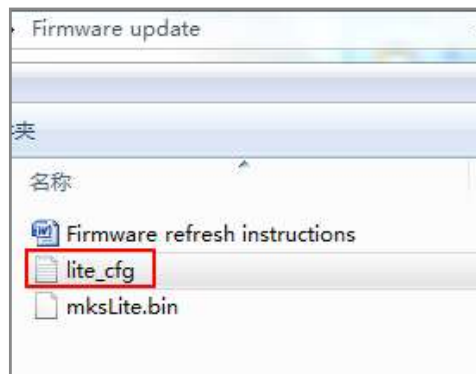 Firmware update
夹
名称
Firmware refresh instructions
lite_cfg
mksLite.bin